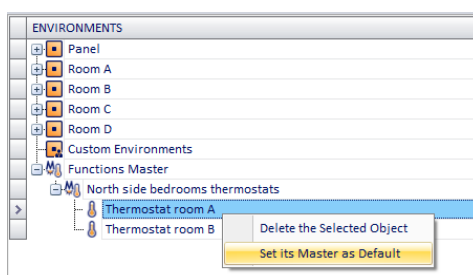 ENVIRONMENTS
Panel
Room A
Room B
Room C
Room D
Custom Environments
Functions Master
North side bedrooms thermostats
Thermostat room A
Thermostat room B
Delete the Selected Object
Set its Master as Default